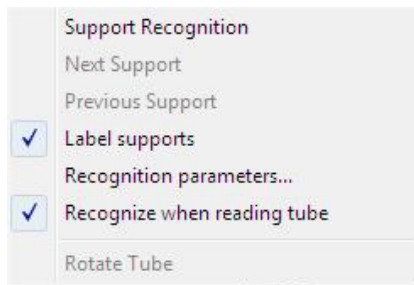 Support Recognition
Next Support
Previous Support
Label supports
Recognition parameters...
Recognize when reading tube
Rotate Tube